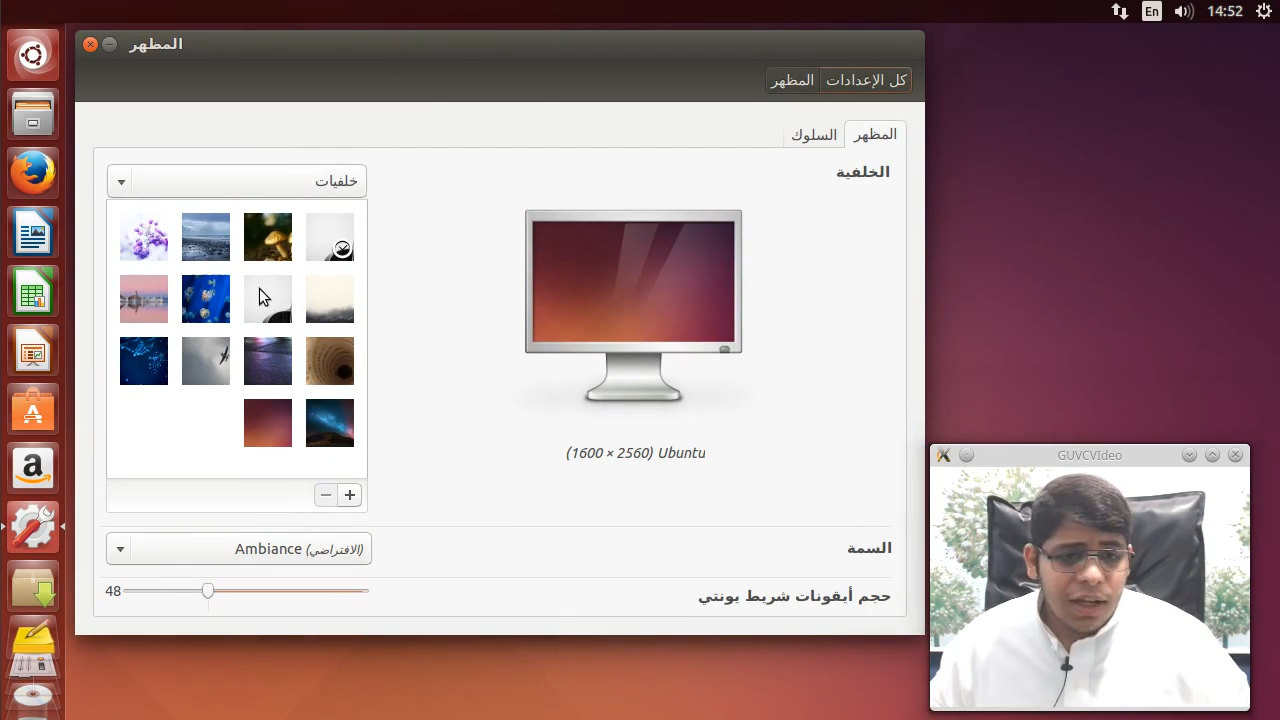 En 14:52
المظهر
كل الإعدادات المظهر
المظهر السلوك
الخلفية
خلفيات
(1600 × 2560) Ubuntu
السمة
Ambiance (الافتراضي)
حجم أيقونات شريط يونتي
48
GUVCVIdeo